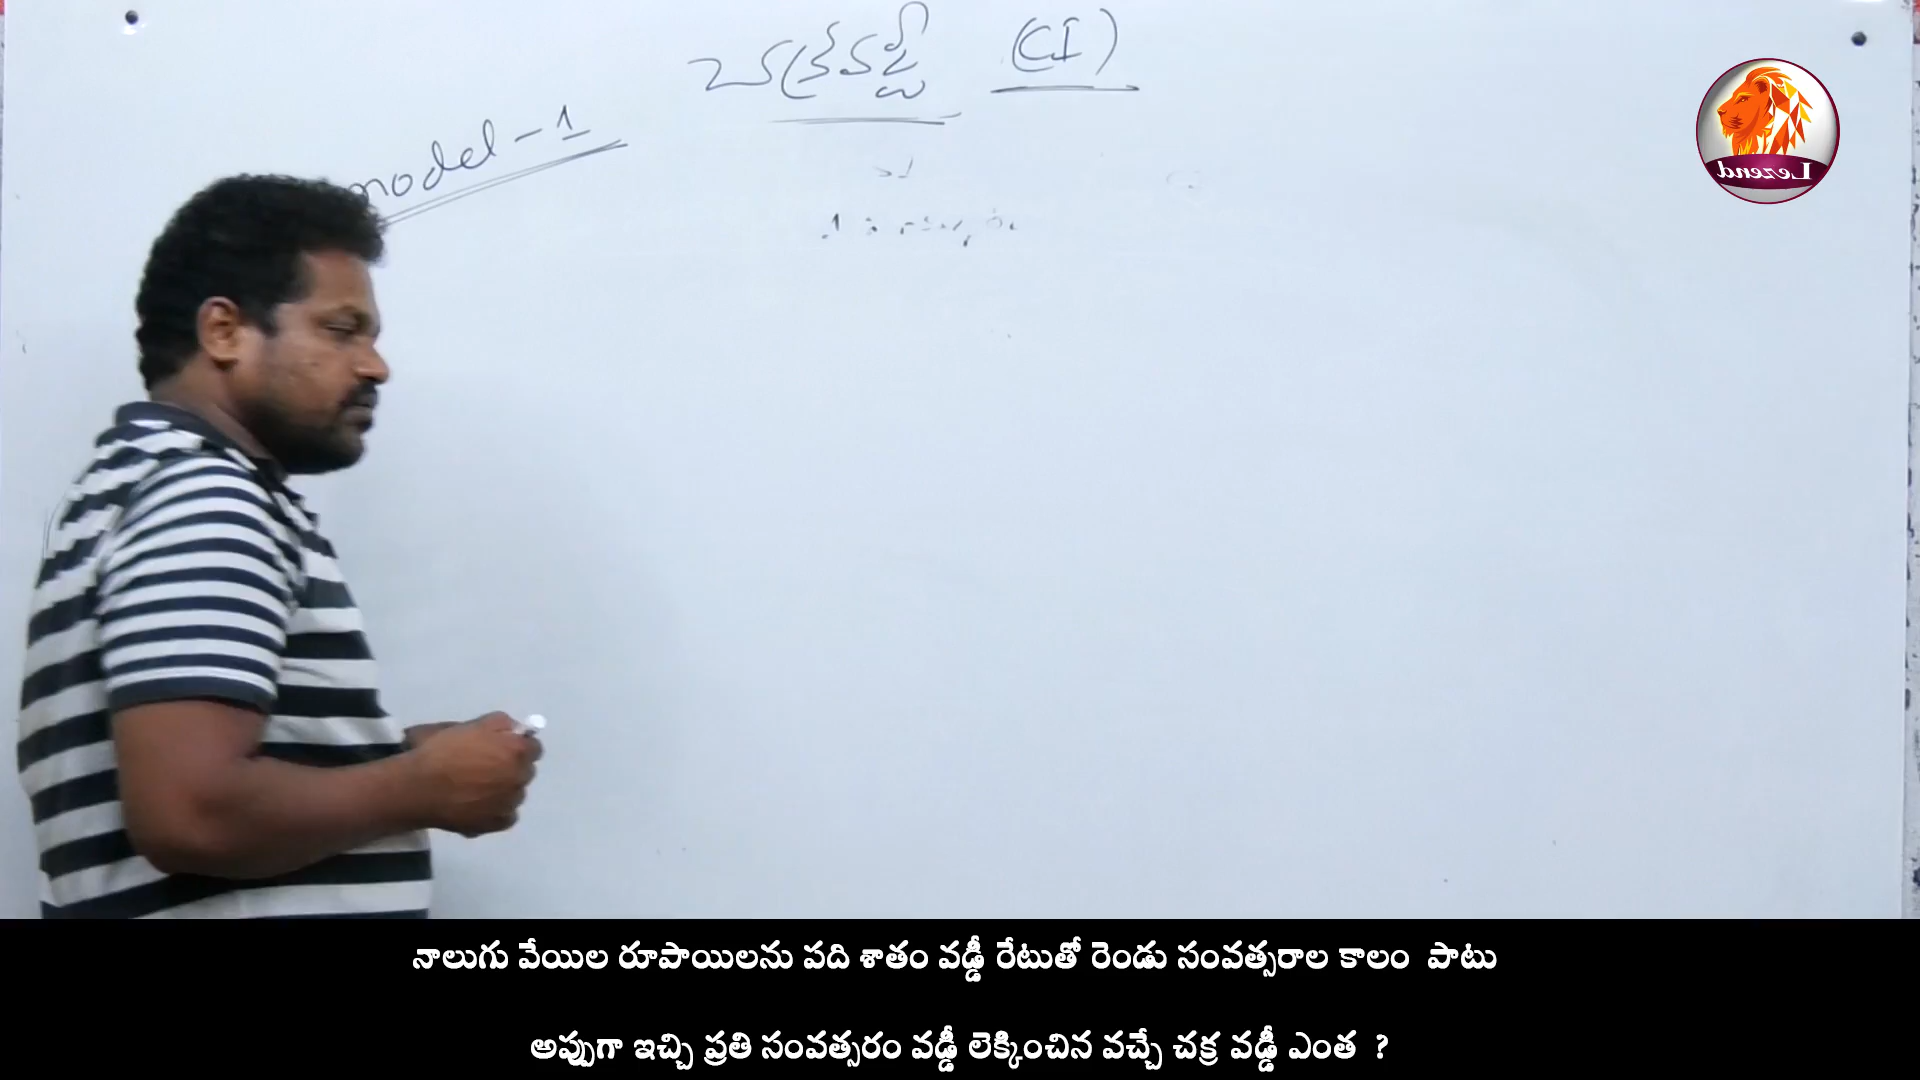 చక్రవడ్డీ (CI)
model-1
Lezend
నాలుగు వేయిల రూపాయిలను పది శాతం వడ్డీ రేటుతో రెండు సంవత్సరాల కాలం పాటు
అప్పుగా ఇచ్చి ప్రతి సంవత్సరం వడ్డీ లెక్కించిన వచ్చే చక్ర వడ్డీ ఎంత ?